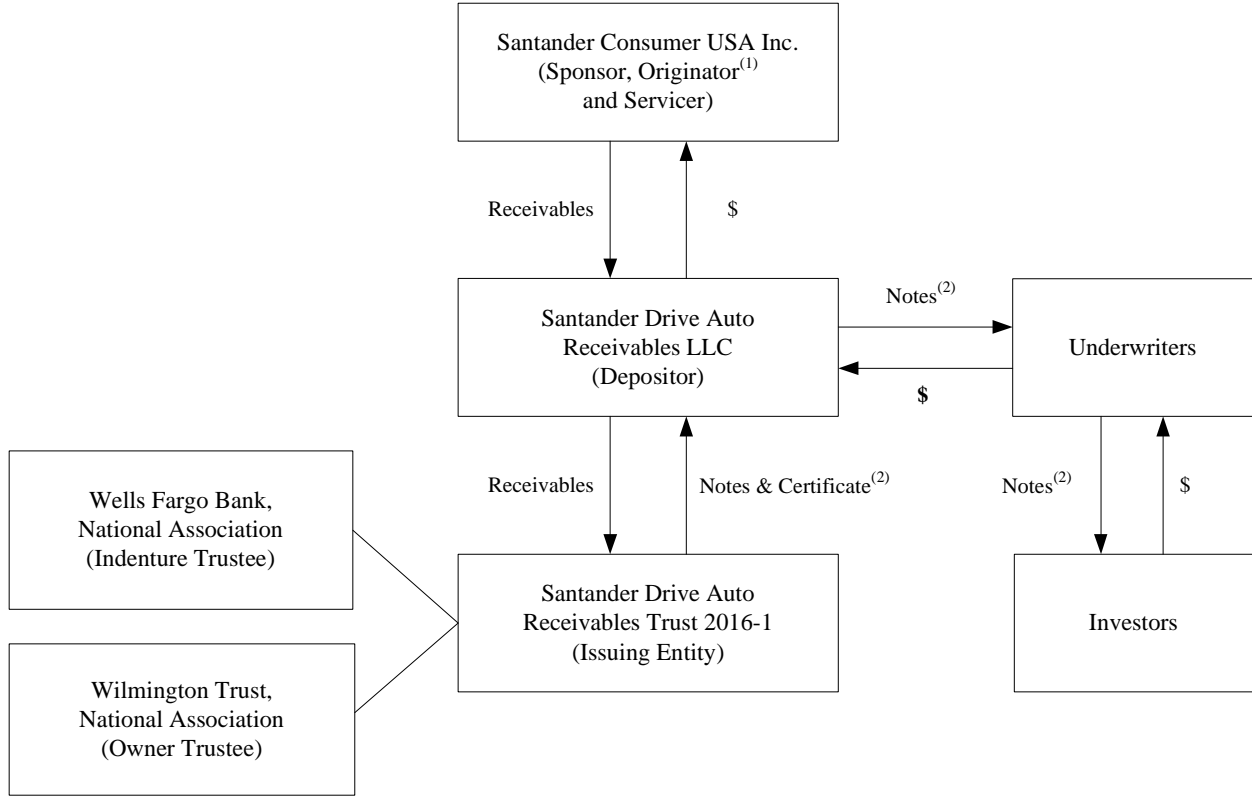 Santander Consumer USA Inc.
(Sponsor, Originator(1)
and Servicer)
Receivables
$
Santander Drive Auto
Receivables LLC
(Depositor)
Notes(2)
$
Underwriters
Receivables
Notes & Certificate(2)
Notes(2)
$
Wells Fargo Bank,
National Association
(Indenture Trustee)
Santander Drive Auto
Receivables Trust 2016-1
(Issuing Entity)
Investors
Wilmington Trust,
National Association
(Owner Trustee)